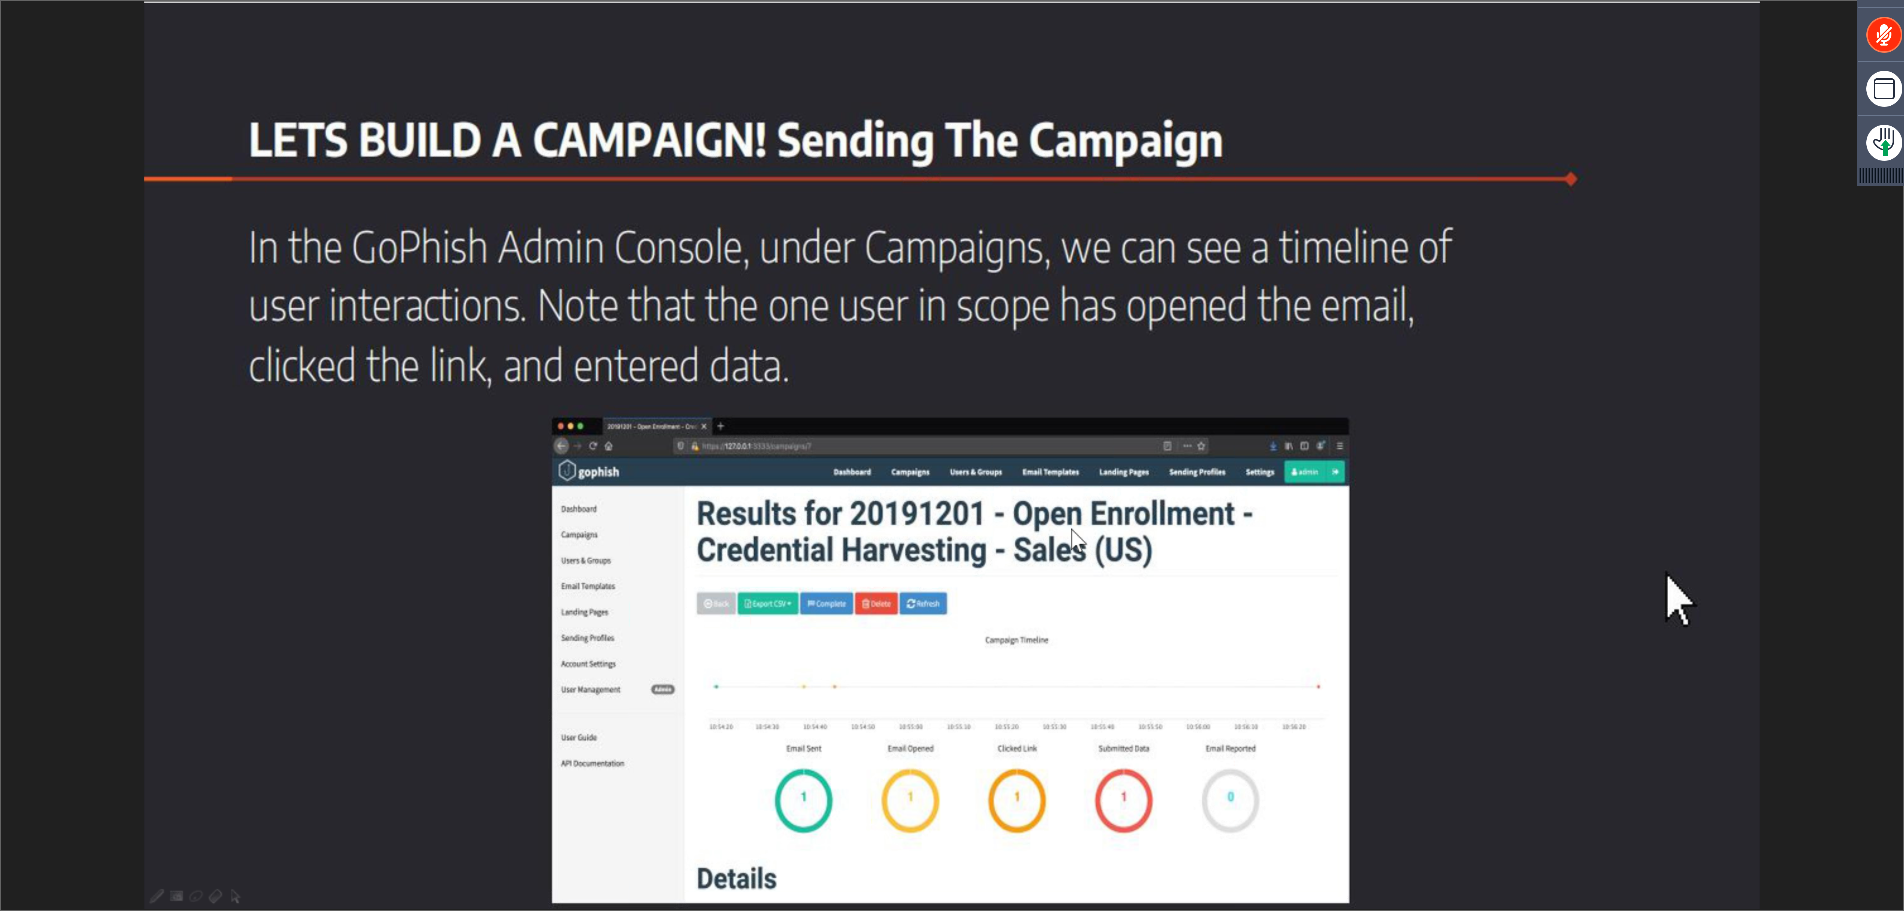 LETS BUILD A CAMPAIGN! Sending The Campaign
In the GoPhish Admin Console, under Campaigns, we can see a timeline of
user interactions. Note that the one user in scope has opened the email,
clicked the link, and entered data.
20191201 - Open Enrollment - Cre
https://127.0.0.1:3333/campaigns/7
gophish
Dashboard Campaigns Users & Groups Email Templates Landing Pages Sending Profiles Settings admin
Dashboard
Campaigns
Users & Groups
Email Templates
Landing Pages
Sending Profiles
Account Settings
User Management Admin
User Guide
API Documentation
Results for 20191201 - Open Enrollment -
Credential Harvesting - Sales (US)
Back Export CSV Complete Delete Refresh
Campaign Timeline
10:54:20 10:54:30 10:54:40 10:54:50 10:55:00 10:55:10 10:55:20 10:55:30 10:55:40 10:55:50 10:56:00 10:56:10 10:56:20
Email Sent Email Opened Clicked Link Submitted Data Email Reported
1 1 1 1 0
Details